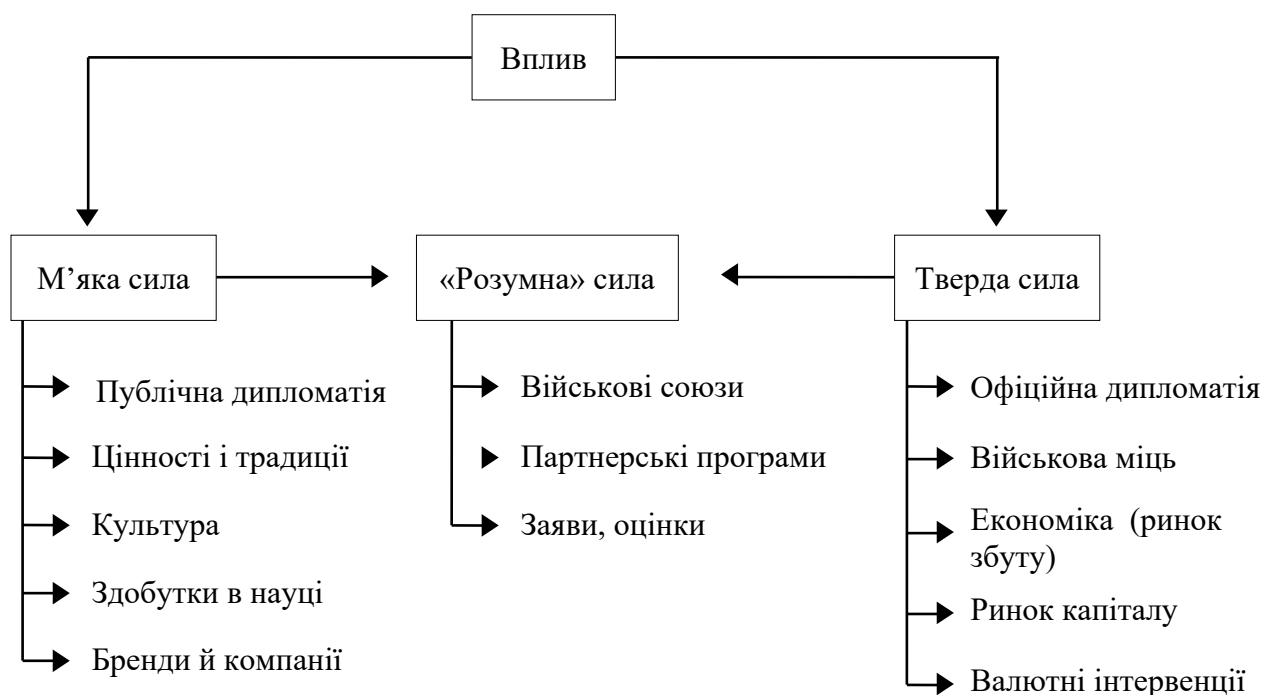 Вплив
М’яка сила
«Розумна» сила
Тверда сила
Публічна дипломатія
Цінності і традиції
Культура
Здобутки в науці
Бренди й компанії
Військові союзи
Партнерські програми
Заяви, оцінки
Офіційна дипломатія
Військова міць
Економіка (ринок
збуту)
Ринок капіталу
Валютні інтервенції